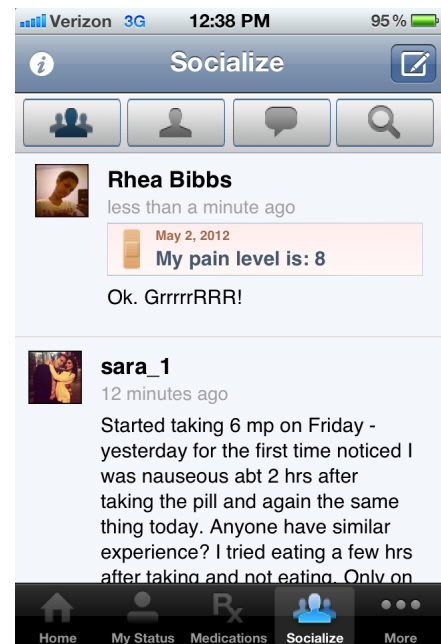 Verizon 3G 12:38 PM 95%
Socialize
Rhea Bibbs
less than a minute ago
May 2, 2012
My pain level is: 8
Ok. GrrrrrRRR!
sara_1
12 minutes ago
Started taking 6 mp on Friday -
yesterday for the first time noticed I
was nauseous abt 2 hrs after
taking the pill and again the same
thing today. Anyone have similar
experience? I tried eating a few hrs
after taking and not eating. Only on
Home My Status Medications Socialize More